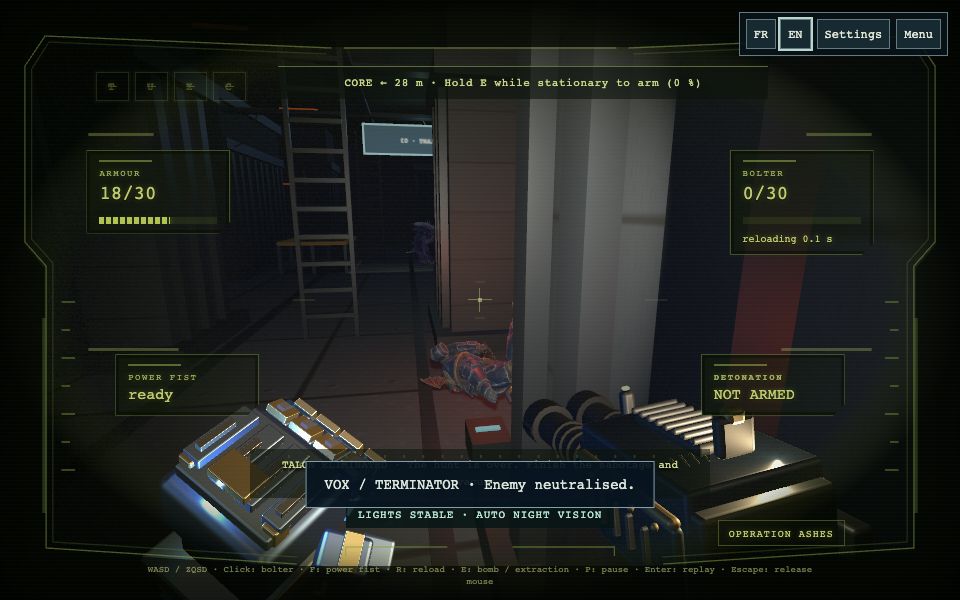 FR EN Settings Menu
CORE ← 28 m · Hold E while stationary to arm (0 %)
ARMOUR
18/30
BOLTER
0/30
reloading 0.1 s
POWER FIST
ready
DETONATION
NOT ARMED
TALON ELIMINATED The hunt is over. Finish the sabotage and
VOX / TERMINATOR · Enemy neutralised.
LIGHTS STABLE · AUTO NIGHT VISION
OPERATION ASHES
WASD / ZQSD · Click: bolter · F: power fist · R: reload · E: bomb / extraction · P: pause · Enter: replay · Escape: release
mouse